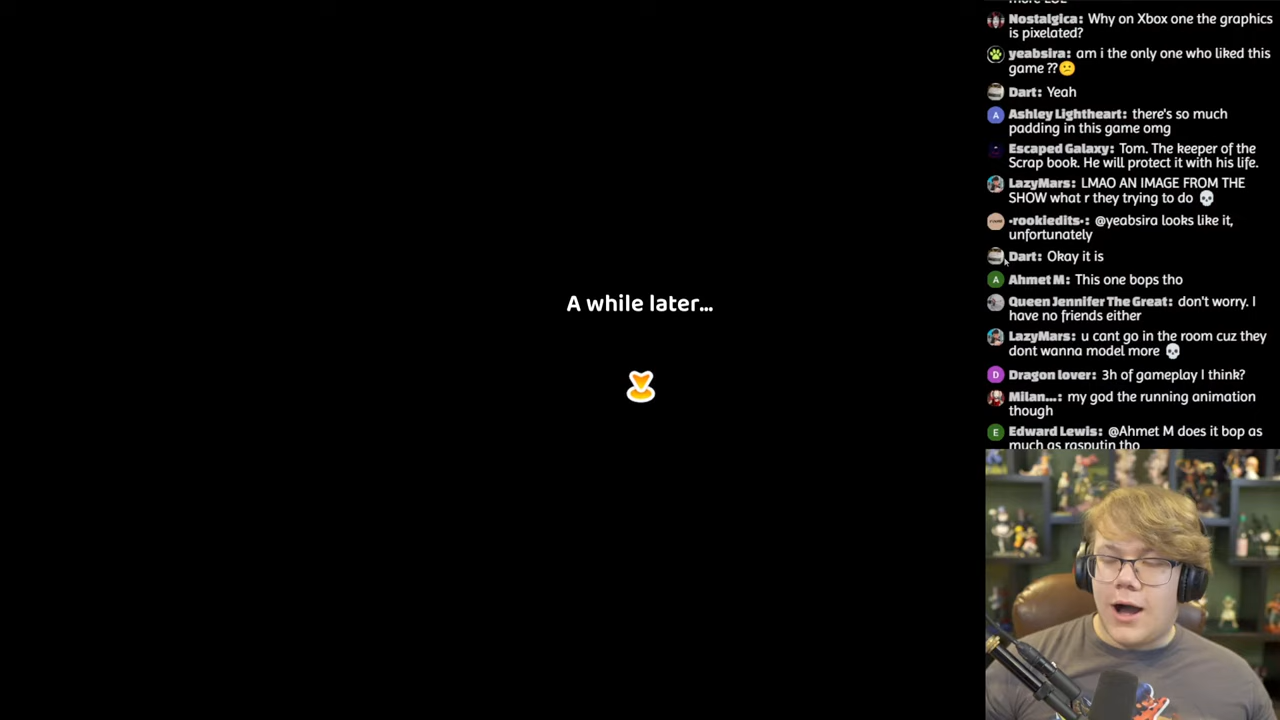 more LOL
Nostalgica: Why on Xbox one the graphics
is pixelated?
yeabsira: am i the only one who liked this
game ??😕
Dart: Yeah
Ashley Lightheart: there's so much
padding in this game omg
Escaped Galaxy: Tom. The keeper of the
Scrap book. He will protect it with his life.
LazyMars: LMAO AN IMAGE FROM THE
SHOW what r they trying to do 💀
•rookiedits•: @yeabsira looks like it,
unfortunately
Dart: Okay it is
A Ahmet M: This one bops tho
Queen Jennifer The Great: don't worry. I
have no friends either
LazyMars: u cant go in the room cuz they
dont wanna model more 💀
D Dragon lover: 3h of gameplay I think?
Milan...: my god the running animation
though
E Edward Lewis: @Ahmet M does it bop as
much as rasputin tho
A while later...